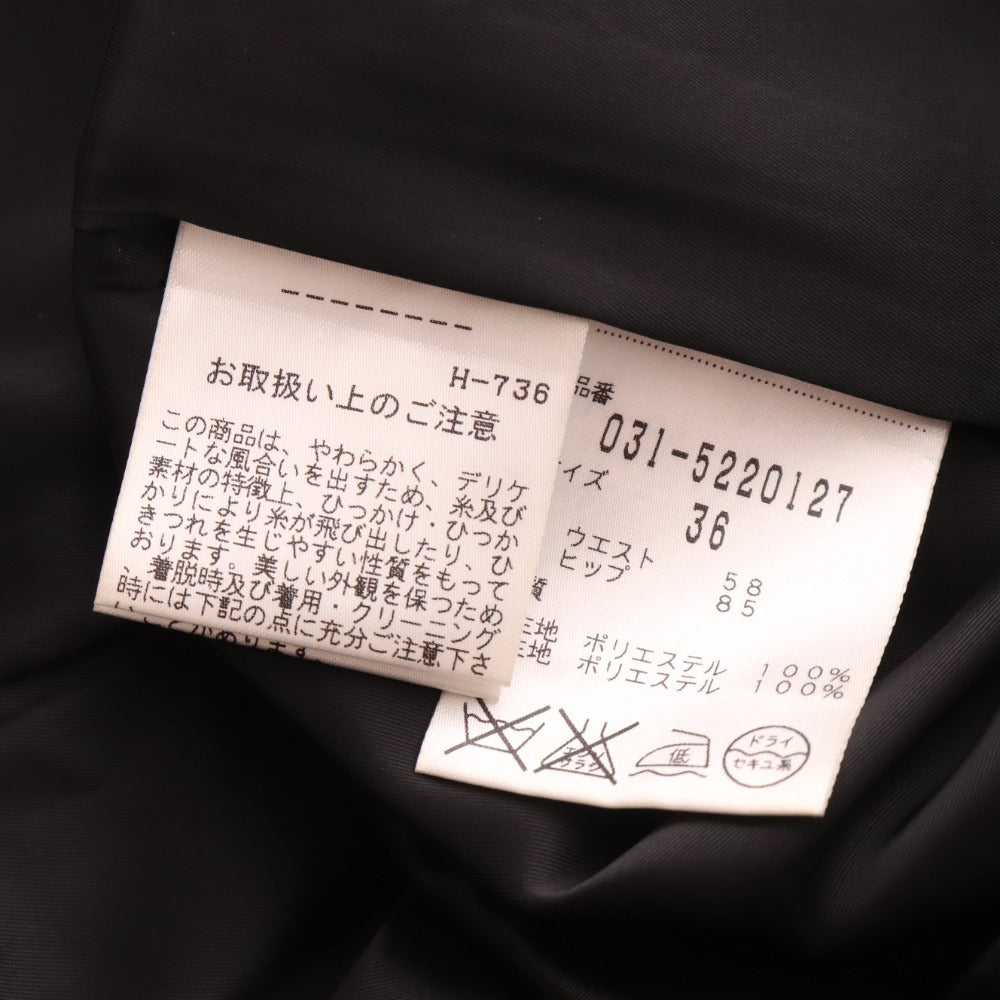 --------
H-736
お取扱い上のご注意
この商品は、やわらかく、デリケ
ートな風合いを出すため、糸及び
素材の特徴上、ひっかけ・ひっか
かりにより糸が飛び出したり、ひ
きつれを生じやすい性質をもって
おります。美しい外観を保つため
、着脱時及び着用・クリーニング
時には下記の点に充分ご注意下さ
品番
031-5220127
イズ
36
ウエスト 58
ヒップ 85
質
地 ポリエステル 100%
地 ポリエステル 100%
低
ドライ
セキユ系